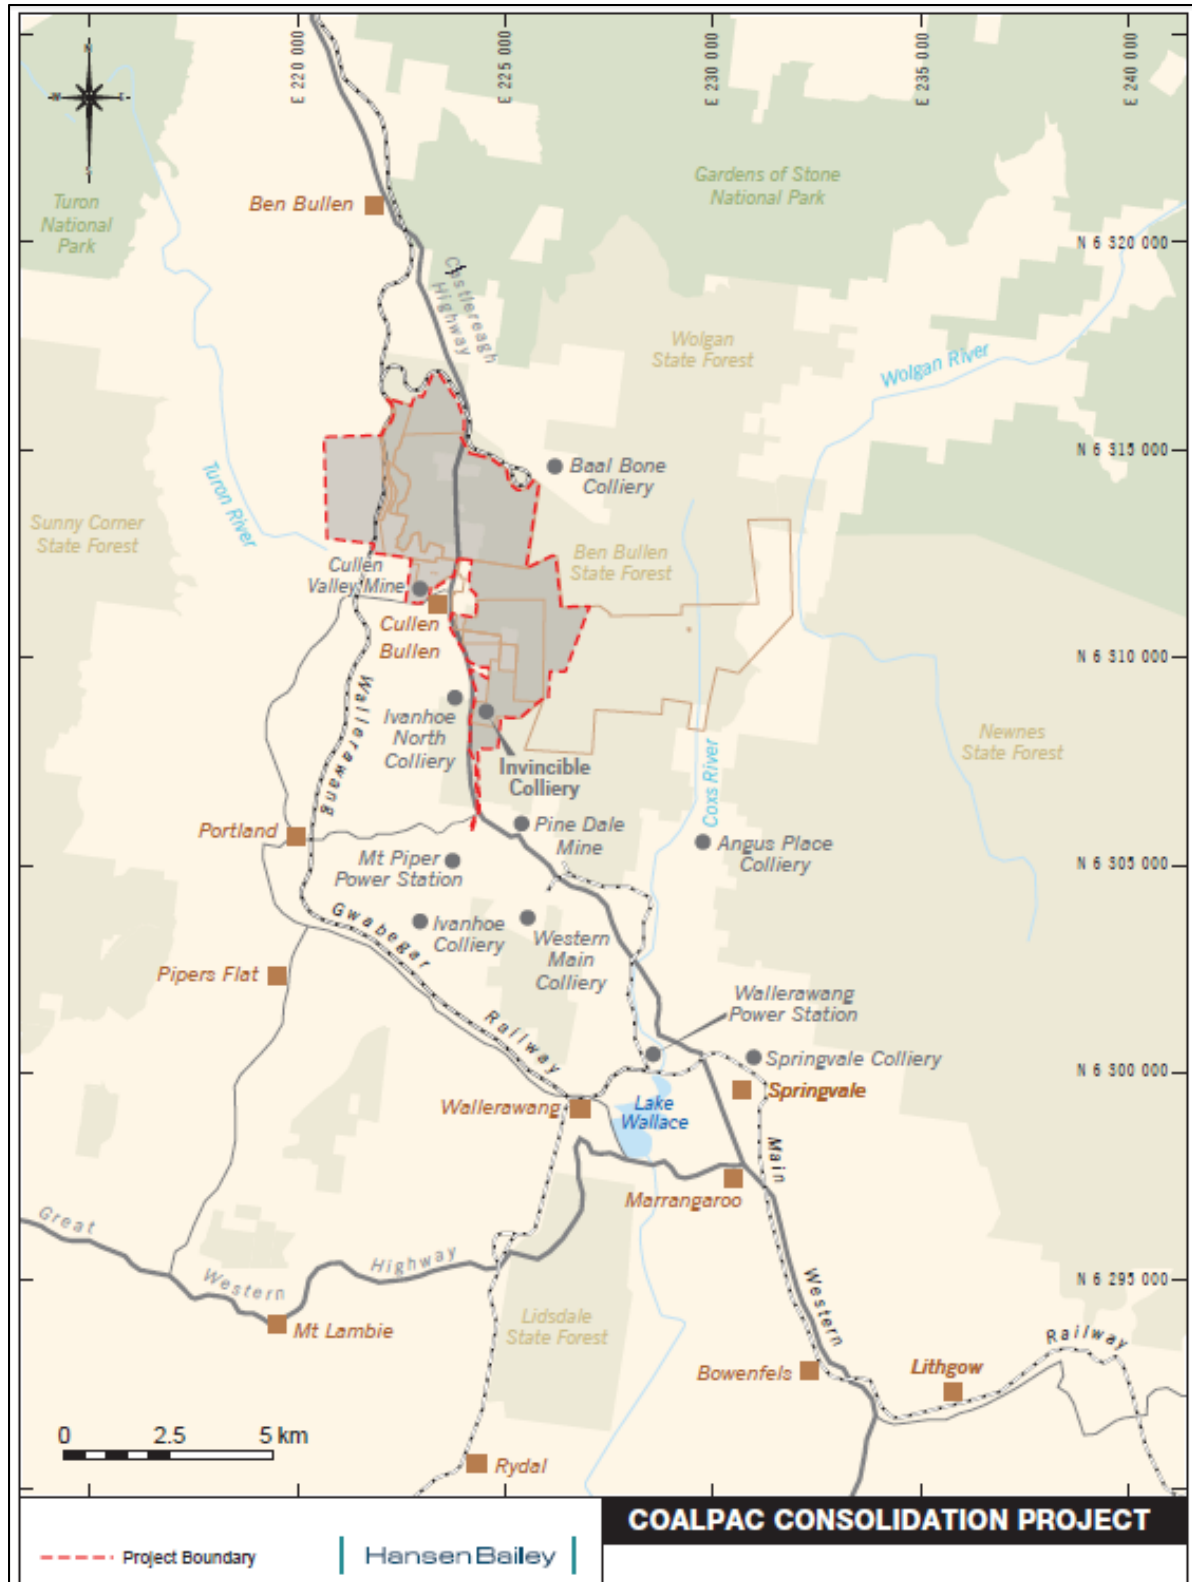 E 220 000
E 225 000
E 230 000
E 235 000
E 240 000
N
W
E
S
Turon
National
Park
Ben Bullen
Gardens of Stone
National Park
N 6 320 000
Castlereagh
Highway
Wolgan
State Forest
Wolgan River
Turon River
Baal Bone
Colliery
N 6 315 000
Sunny Corner
State Forest
Cullen
Valley Mine
Ben Bullen
State Forest
Cullen
Bullen
N 6 310 000
Wallerawang
Ivanhoe
North
Colliery
Invincible
Colliery
Coxs River
Newnes
State Forest
Portland
Pine Dale
Mine
Mt Piper
Power Station
Angus Place
Colliery
N 6 305 000
Gwabegar
Ivanhoe
Colliery
Western
Main
Colliery
Pipers Flat
Railway
Wallerawang
Power Station
Springvale Colliery
N 6 300 000
Springvale
Wallerawang
Lake
Wallace
Main
Marrangaroo
Great
Western
Highway
Western
N 6 295 000
Mt Lambie
Lidsdale
State Forest
Railway
Bowenfels
Lithgow
0 2.5 5 km
Rydal
COALPAC CONSOLIDATION PROJECT
Project Boundary
Hansen Bailey